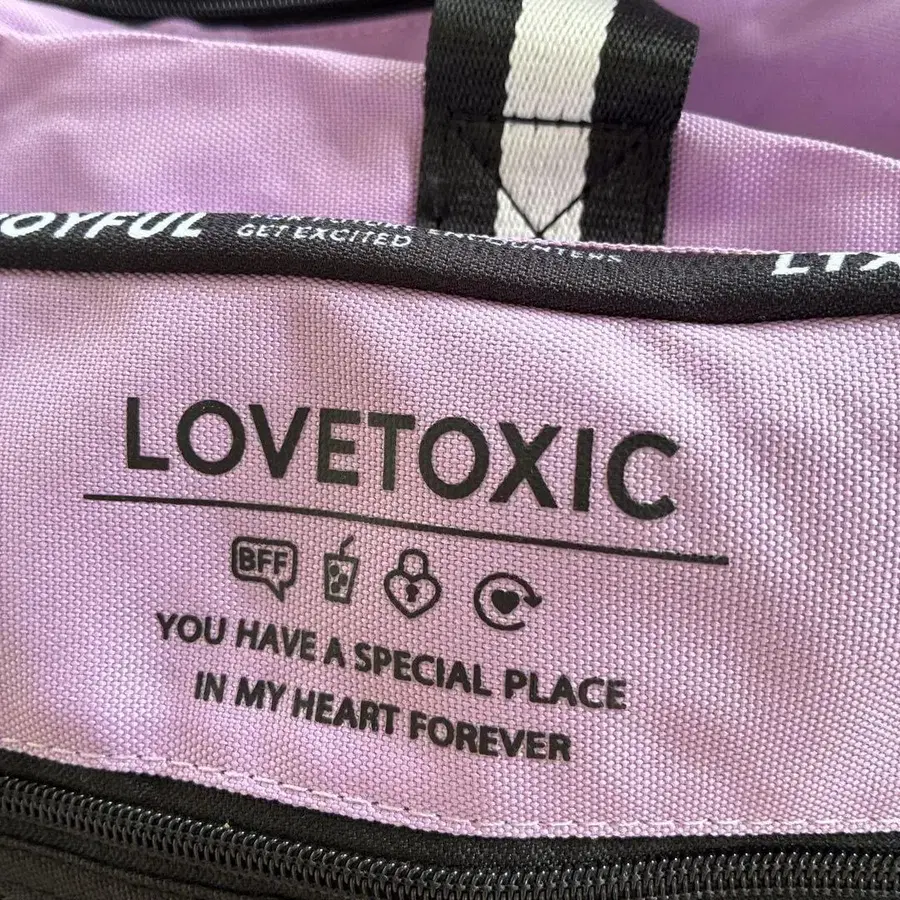 JOYFUL
GET EXCITED
LOVETOXIC
BFF
YOU HAVE A SPECIAL PLACE
IN MY HEART FOREVER